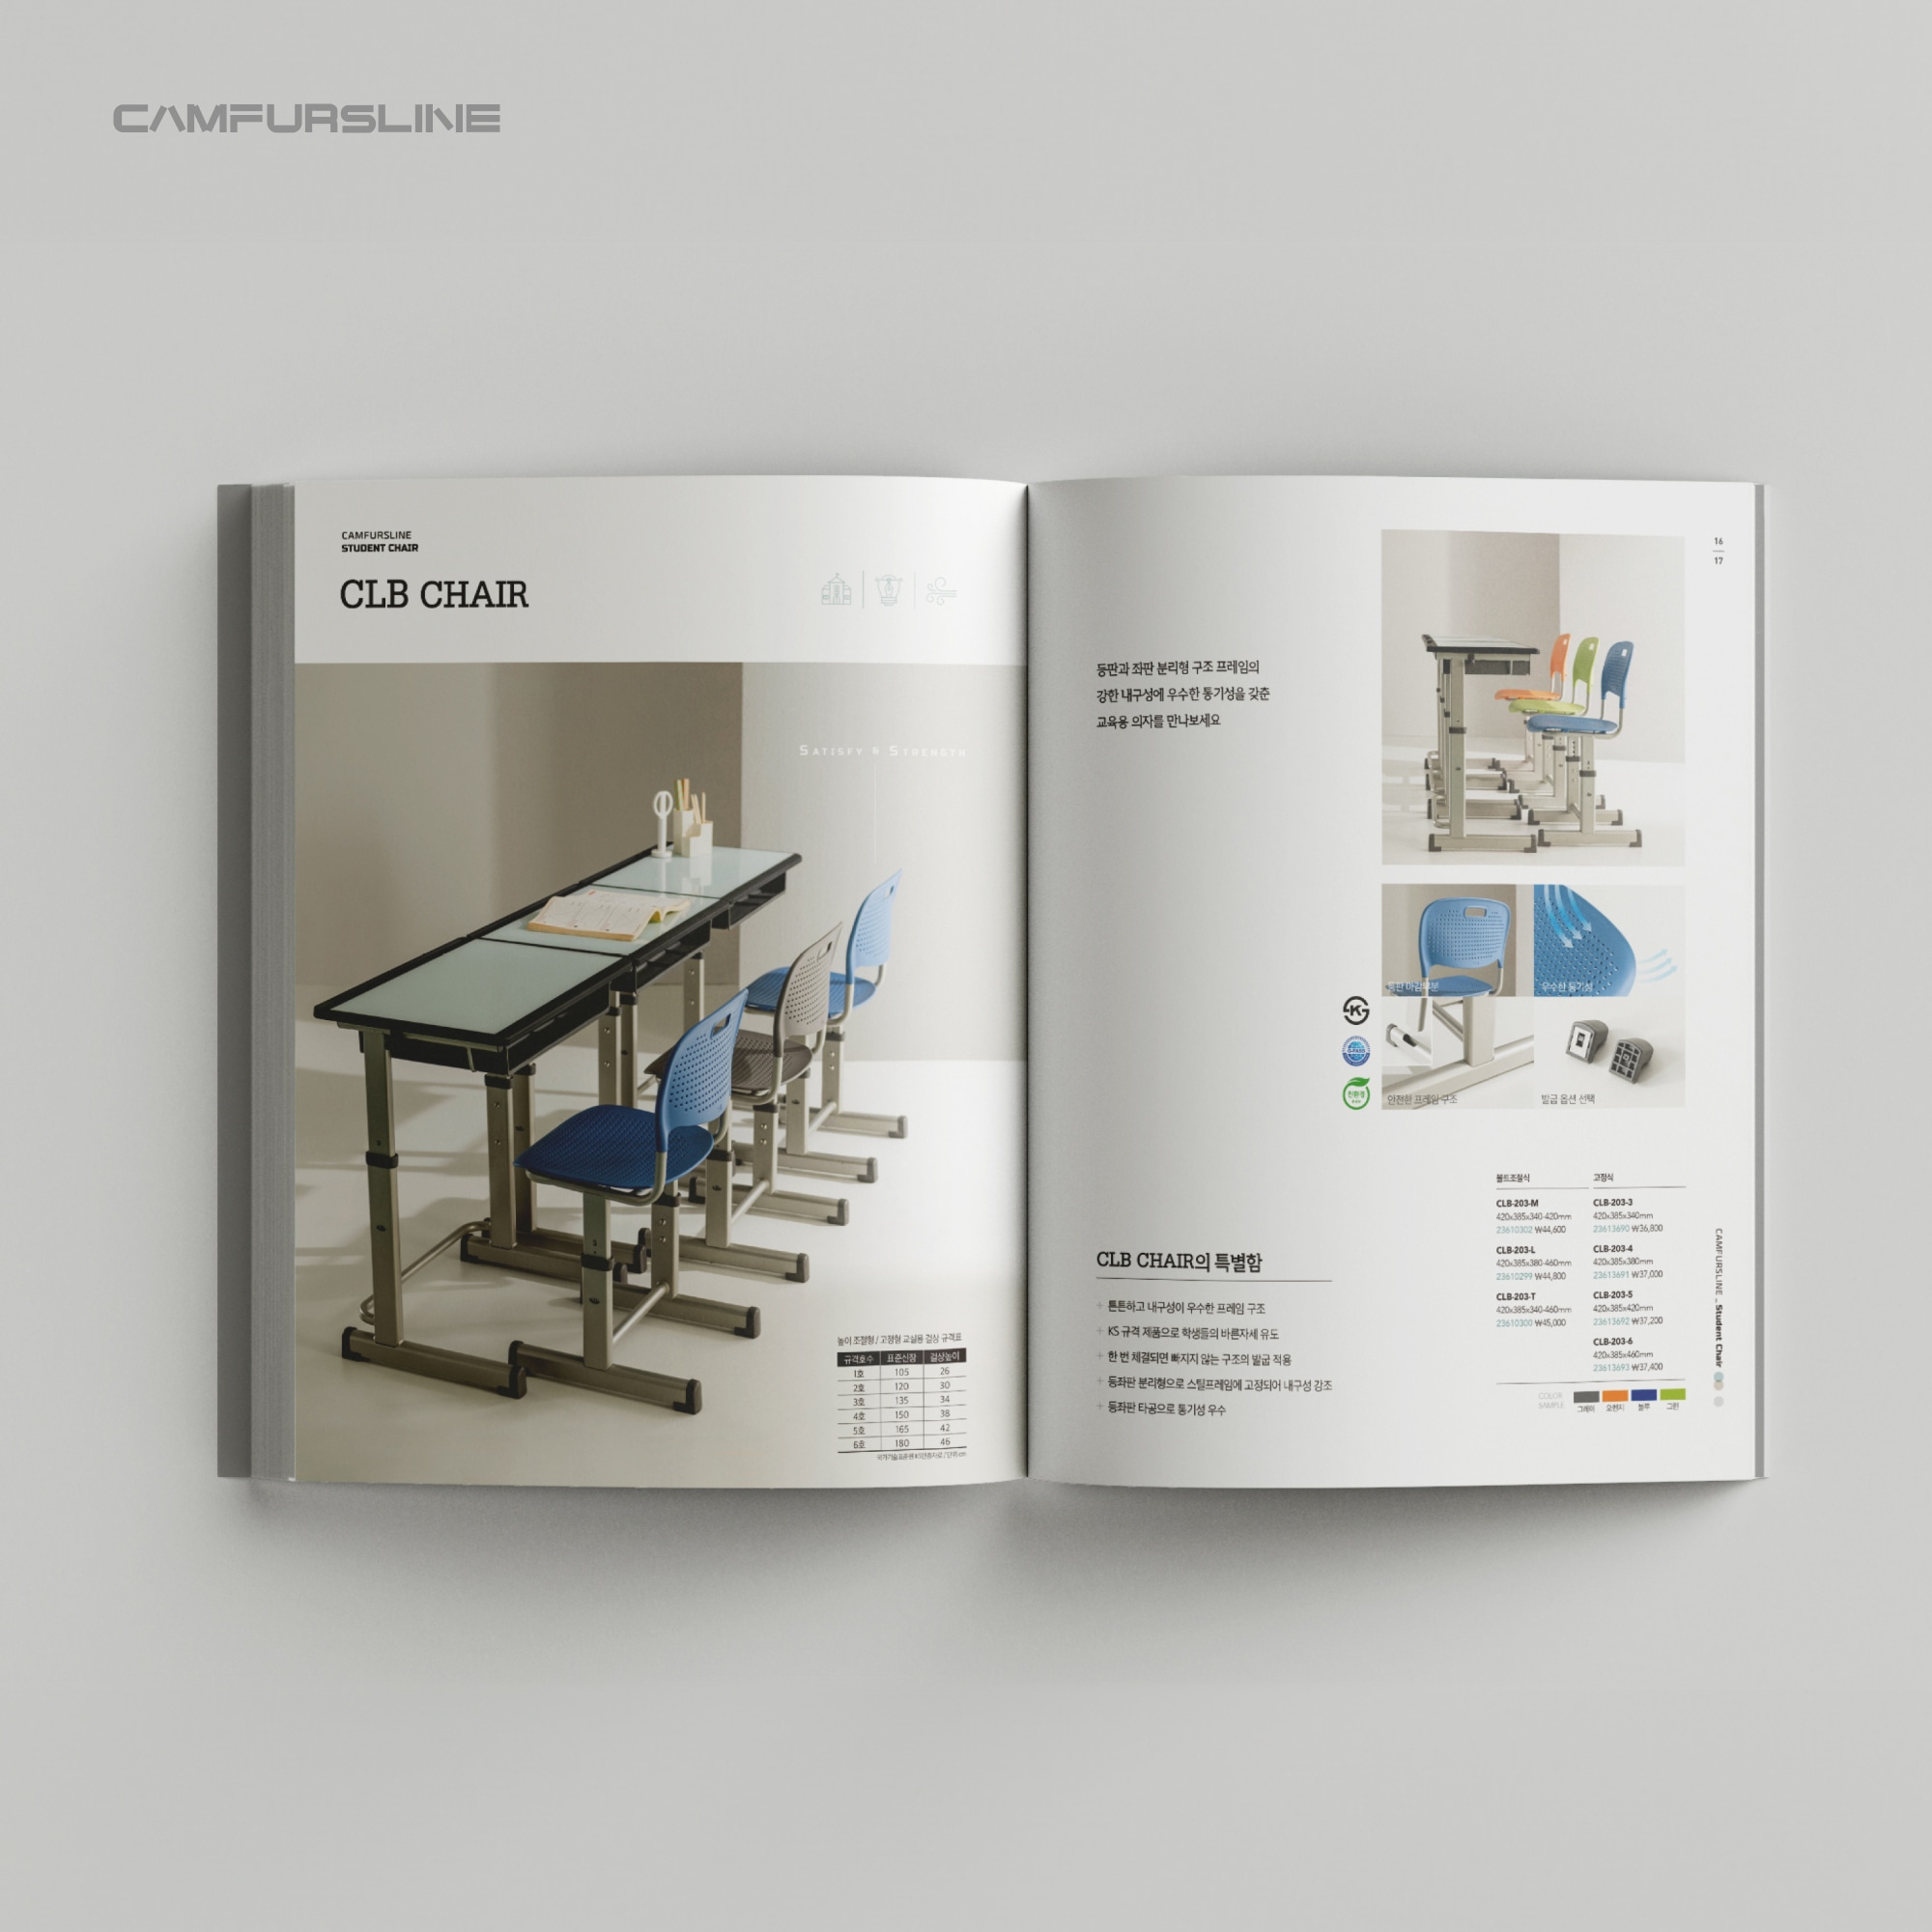 CAMFURSLINE
CAMFURSLINE
STUDENT CHAIR
CLB CHAIR
SATISFY & STRENGTH
높이 조절형 / 고정형 교실용 걸상 규격표
규격호수 표준신장 걸상높이
1호 105 26
2호 120 30
3호 135 34
4호 150 38
5호 165 42
6호 180 46
16
17
등판과 좌판 분리형 구조 프레임의
강한 내구성에 우수한 통기성을 갖춘
교육용 의자를 만나보세요
등판 마감부분
우수한 통기성
안전한 프레임 구조
발굽 옵션 선택
친환경
CLB CHAIR의 특별함
+ 튼튼하고 내구성이 우수한 프레임 구조
+ KS 규격 제품으로 학생들의 바른자세 유도
+ 한 번 체결되면 빠지지 않는 구조의 발굽 적용
+ 등좌판 분리형으로 스틸프레임에 고정되어 내구성 강조
+ 등좌판 타공으로 통기성 우수
볼트조절식
CLB-203-M
420x385x340-420mm
23610302 ₩44,600
CLB-203-L
420x385x380-460mm
23610299 ₩44,800
CLB-203-T
420x385x340-460mm
23610300 ₩45,000
고정식
CLB-203-3
420x385x340mm
23613690 ₩36,800
CLB-203-4
420x385x380mm
23613691 ₩37,000
CLB-203-5
420x385x420mm
23613692 ₩37,200
CLB-203-6
420x385x460mm
23613693 ₩37,400
COLOR
SAMPLE
그레이 오렌지 블루 그린
CAMFURSLINE _ Student Chair